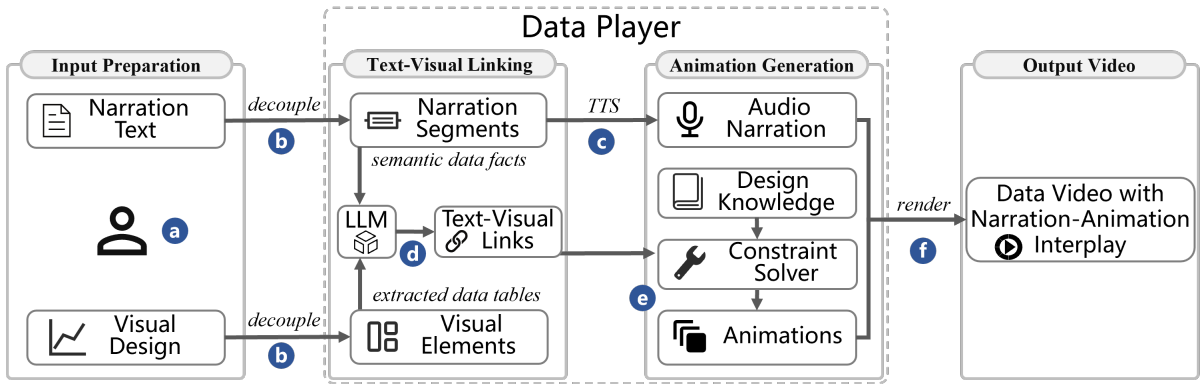 Data Player
Input Preparation
Narration
Text
a
Visual
Design
decouple
b
decouple
b
Text-Visual Linking
Narration
Segments
semantic data facts
LLM
d
Text-Visual
Links
extracted data tables
Visual
Elements
TTS
c
Animation Generation
Audio
Narration
Design
Knowledge
Constraint
Solver
e
Animations
render
f
Output Video
Data Video with
Narration-Animation
Interplay